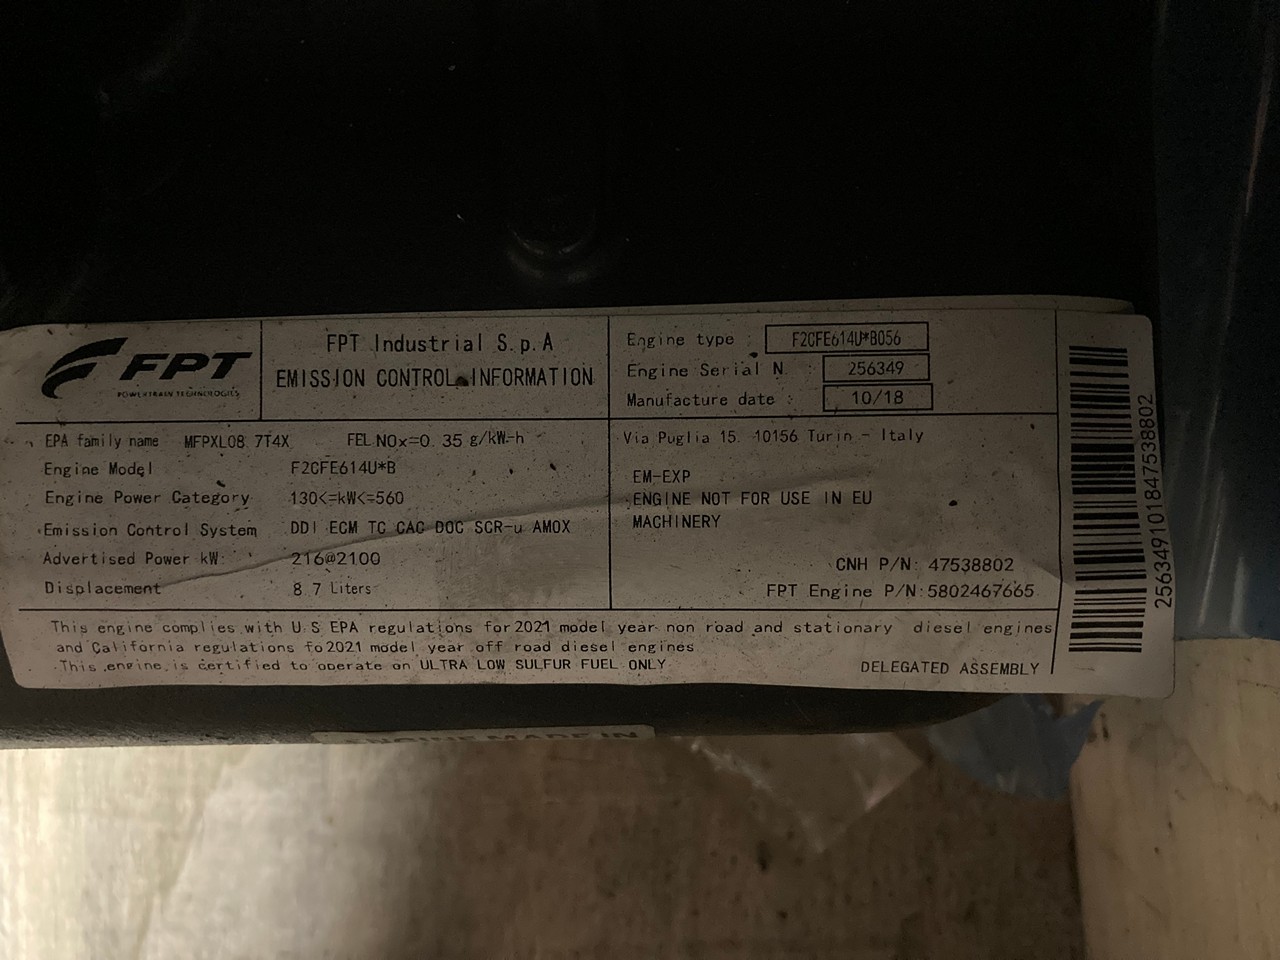 FPT
POWERTRAIN TECHNOLOGIES
FPT Industrial S.p.A
EMISSION CONTROL INFORMATION
Engine type : F2CFE614U*B056
Engine Serial N. : 256349
Manufacture date : 10/18
EPA family name MFPXL08.7T4X FEL NOx=0.35 g/kW-h
Engine Model F2CFE614U*B
Engine Power Category 130<=kW<=560
Emission Control System DDI ECM TC CAC DOC SCR-u AMOX
Advertised Power kW: 216@2100
Displacement 8.7 Liters
Via Puglia 15. 10156 Turin - Italy
EM-EXP
ENGINE NOT FOR USE IN EU
MACHINERY
CNH P/N: 47538802
FPT Engine P/N:5802467665
This engine complies with U.S EPA regulations for 2021 model year non road and stationary diesel engines
and California regulations fo 2021 model year off road diesel engines
This engine is certified to operate on ULTRA LOW SULFUR FUEL ONLY
DELEGATED ASSEMBLY
256349101847538802
ENGINE MADE IN